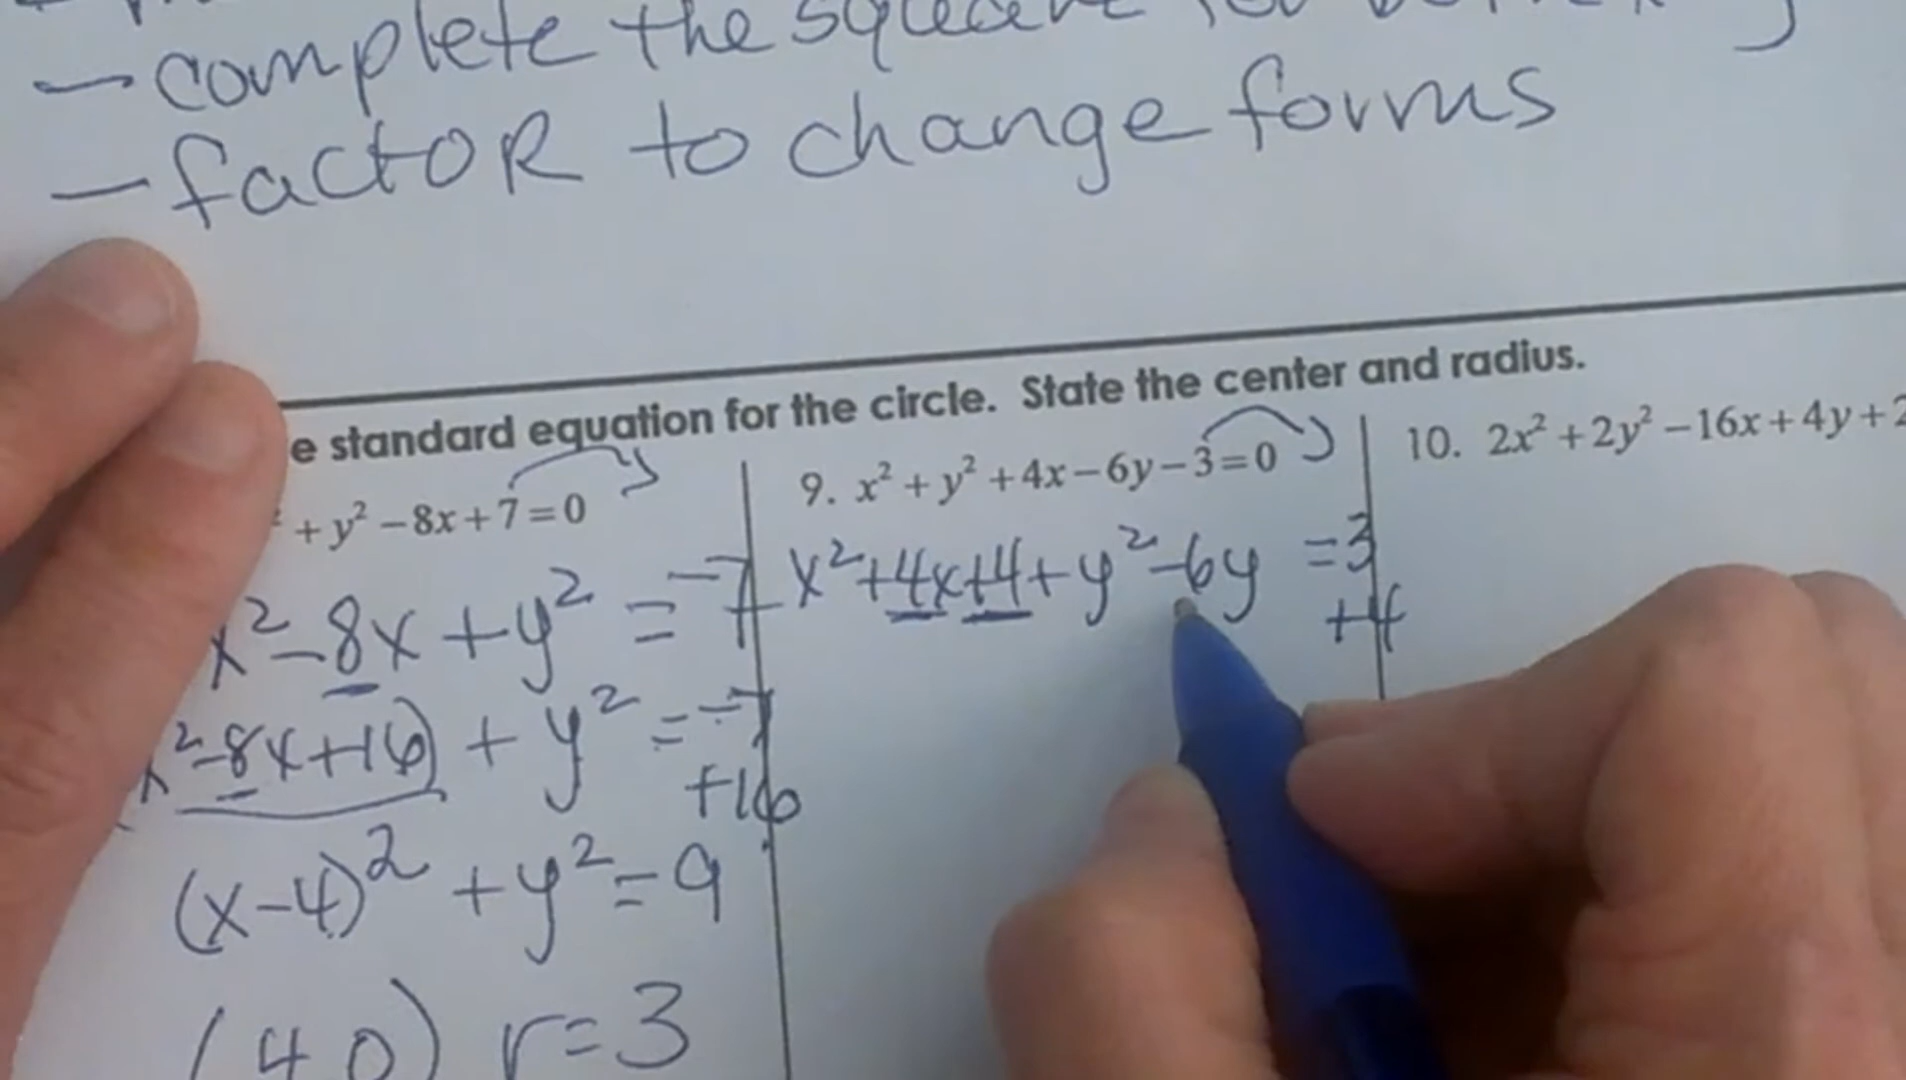 - complete the square
- factor to change forms
e standard equation for the circle. State the center and radius.
+ y² - 8x + 7 = 0
x² - 8x + y² = -7
x² - 8x + 16) + y² = -7
+16
(x - 4)² + y² = 9
(4 0) r = 3
9. x² + y² + 4x - 6y - 3 = 0
x² + 4x + 4 + y² - 6y = 3
+4
10. 2x² + 2y² - 16x + 4y + 2